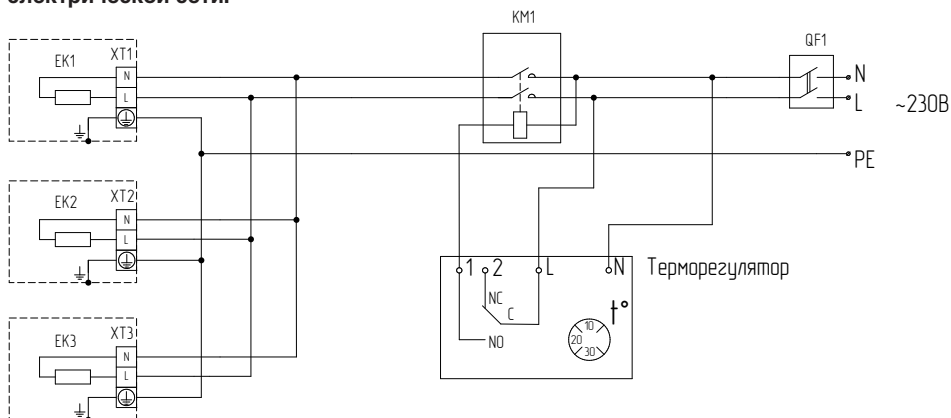 электрической сети.
KM1
QF1
EK1
XT1
N
L
N
L
~230В
PE
EK2
XT2
N
L
1
2
L
N
Терморегулятор
NC
C
NO
t°
10
20
30
EK3
XT3
N
L